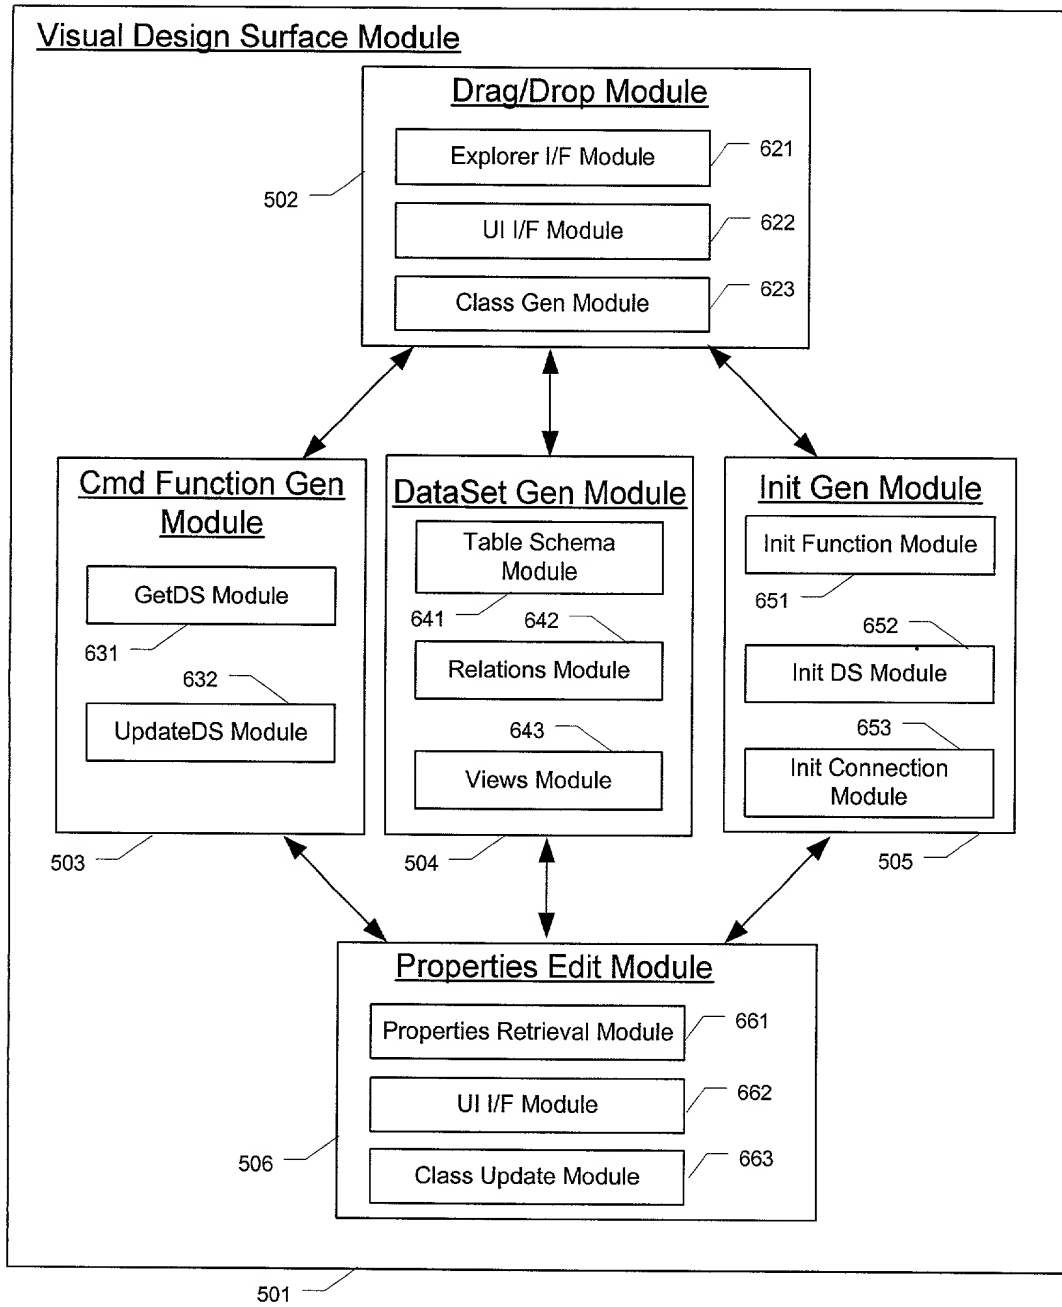 Visual Design Surface Module
Drag/Drop Module
Explorer I/F Module
621
502
UI I/F Module
622
Class Gen Module
623
Cmd Function Gen
Module
GetDS Module
631
632
UpdateDS Module
503
DataSet Gen Module
Table Schema
Module
641
642
Relations Module
643
Views Module
504
Init Gen Module
Init Function Module
651
652
Init DS Module
653
Init Connection
Module
505
Properties Edit Module
Properties Retrieval Module
661
UI I/F Module
662
506
Class Update Module
663
501